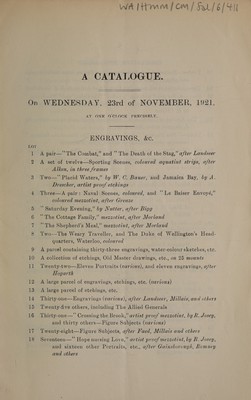 WA/HMM/CM/Sal/6/411
A CATALOGUE.
On WEDNESDAY, 23rd of NOVEMBER, 1921.
AT ONE O'CLOCK PRECISELY.
ENGRAVINGS, &c.
LOT
1 A pair—"The Combat," and "The Death of the Stag," after Landseer
2 A set of twelve—Sporting Scenes, coloured aquatint strips, after
Alken, in three frames
3 Two—"Placid Waters," by W. C. Bauer, and Jamaica Bay, by A.
Drescher, artist proof etchings
4 Three—A pair: Naval Scenes, coloured, and "Le Baiser Envoyé,"
coloured mezzotint, after Greuze
5 "Saturday Evening," by Nutter, after Bigg
6 "The Cottage Family," mezzotint, after Morland
7 "The Shepherd's Meal," mezzotint, after Morland
8 Two—The Weary Traveller, and The Duke of Wellington's Head-
quarters, Waterloo, coloured
9 A parcel containing thirty-three engravings, water-colour sketches, etc.
10 A collection of etchings, Old Master drawings, etc., on 22 mounts
11 Twenty-two—Eleven Portraits (various), and eleven engravings, after
Hogarth
12 A large parcel of engravings, etchings, etc. (various)
13 A large parcel of etchings, etc.
14 Thirty-one—Engravings (various), after Landseer, Millais, and others
15 Twenty-five others, including The Allied Generals
16 Thirty-one—"Crossing the Brook," artist proof mezzotint, by R. Josey,
and thirty others—Figure Subjects (various)
17 Twenty-eight—Figure Subjects, after Faed, Millais and others
18 Seventeen—"Hops nursing Liza," artist proof mezzotint, by R. Josey,
and sixteen other Portraits, etc., after Gainsborough, Romney
and others